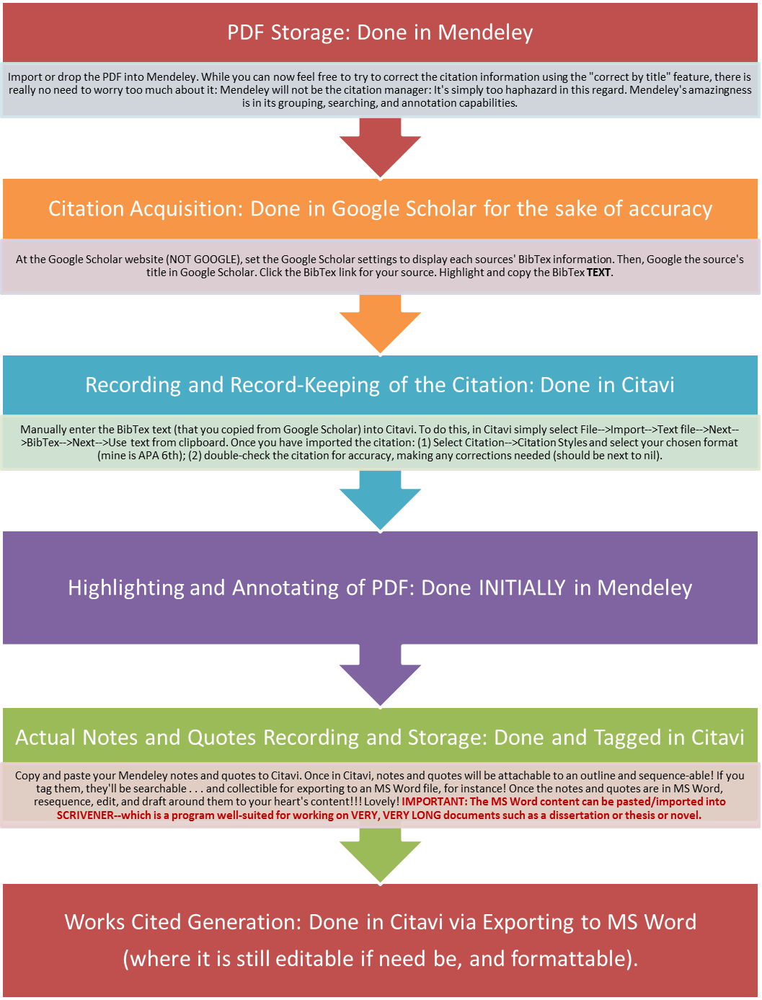 PDF Storage: Done in Mendeley
Import or drop the PDF into Mendeley. While you can now feel free to try to correct the citation information using the "correct by title" feature, there is
really no need to worry too much about it: Mendeley will not be the citation manager: It's simply too haphazard in this regard. Mendeley's amazingness
is in its grouping, searching, and annotation capabilities.
Citation Acquisition: Done in Google Scholar for the sake of accuracy
At the Google Scholar website (NOT GOOGLE), set the Google Scholar settings to display each sources' BibTex information. Then, Google the source's
title in Google Scholar. Click the BibTex link for your source. Highlight and copy the BibTex TEXT.
Recording and Record-Keeping of the Citation: Done in Citavi
Manually enter the BibTex text (that you copied from Google Scholar) into Citavi. To do this, in Citavi simply select File-->Import-->Text file-->Next--
>BibTex-->Next-->Use text from clipboard. Once you have imported the citation: (1) Select Citation-->Citation Styles and select your chosen format
(mine is APA 6th); (2) double-check the citation for accuracy, making any corrections needed (should be next to nil).
Highlighting and Annotating of PDF: Done INITIALLY in Mendeley
Actual Notes and Quotes Recording and Storage: Done and Tagged in Citavi
Copy and paste your Mendeley notes and quotes to Citavi. Once in Citavi, notes and quotes will be attachable to an outline and sequence-able! If you
tag them, they'll be searchable . . . and collectible for exporting to an MS Word file, for instance! Once the notes and quotes are in MS Word,
resequence, edit, and draft around them to your heart's content!!! Lovely! IMPORTANT: The MS Word content can be pasted/imported into
SCRIVENER--which is a program well-suited for working on VERY, VERY LONG documents such as a dissertation or thesis or novel.
Works Cited Generation: Done in Citavi via Exporting to MS Word
(where it is still editable if need be, and formattable).